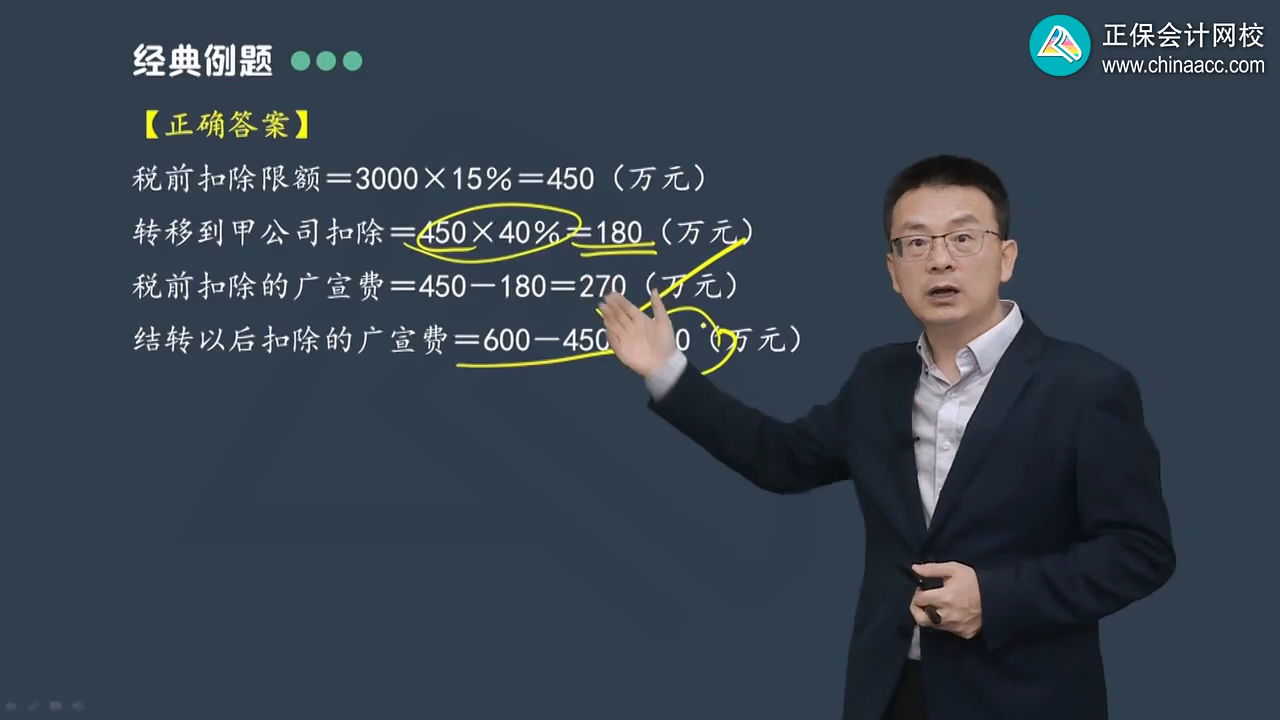 经典例题
正保会计网校
www.chinaacc.com
【正确答案】
税前扣除限额＝3000×15％＝450（万元）
转移到甲公司扣除＝450×40％＝180（万元）
税前扣除的广宣费＝450－180＝270（万元）
结转以后扣除的广宣费＝600－450 0（万元）